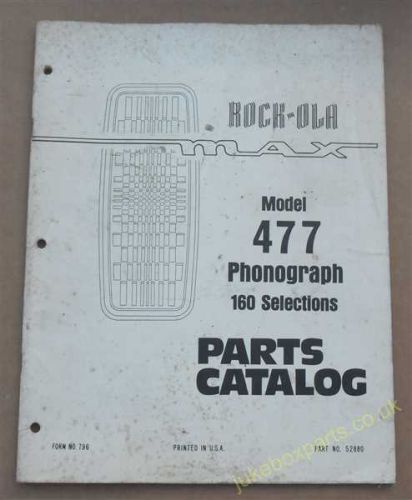 ROCK-OLA
MAX
Model
477
Phonograph
160 Selections
PARTS
CATALOG
FORM NO. 796 PRINTED IN U.S.A. PART NO. 52880
jukeboxparts.co.uk